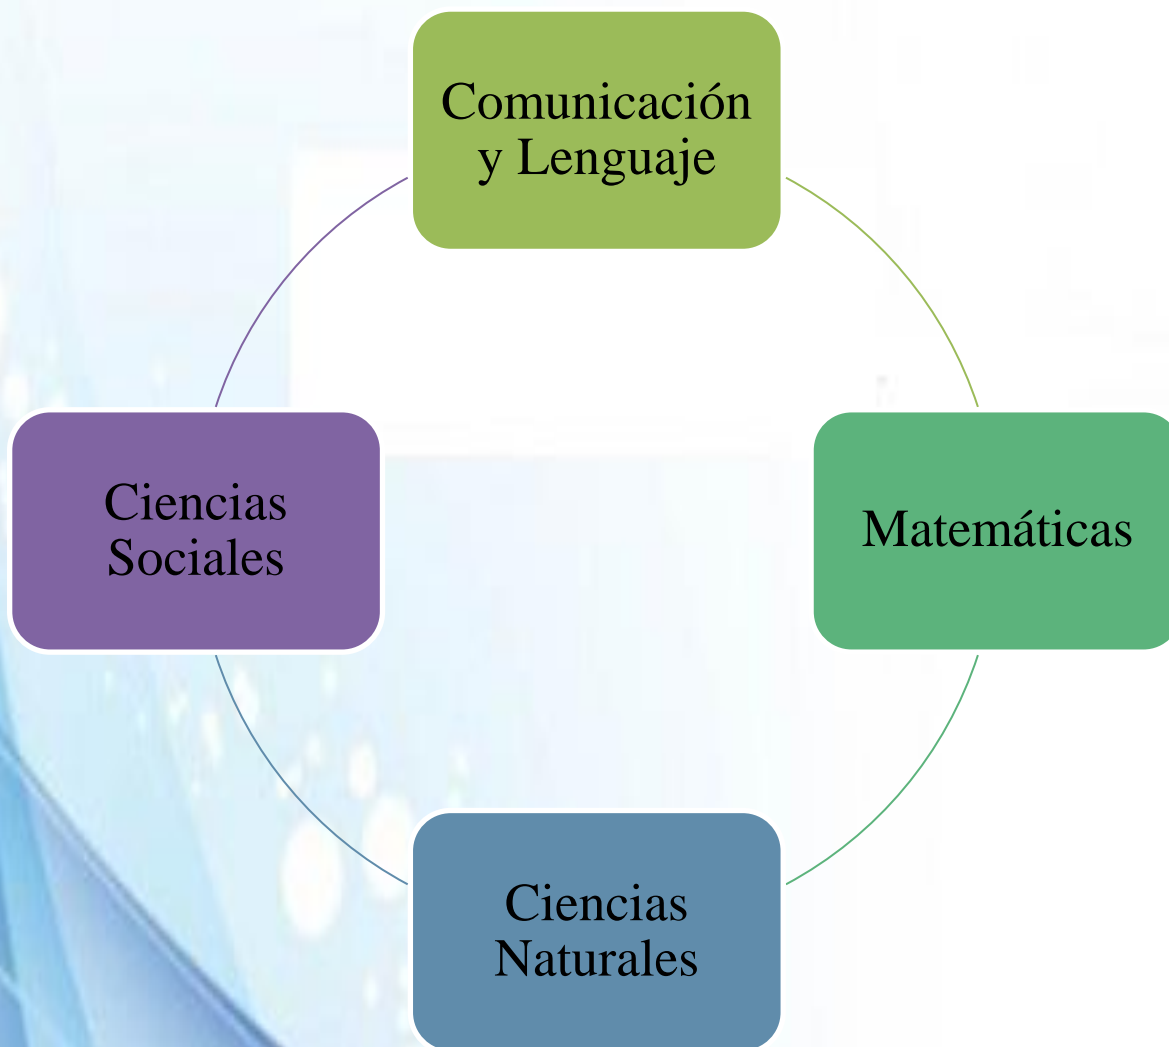 Comunicación
y Lenguaje
Ciencias
Sociales
Matemáticas
Ciencias
Naturales